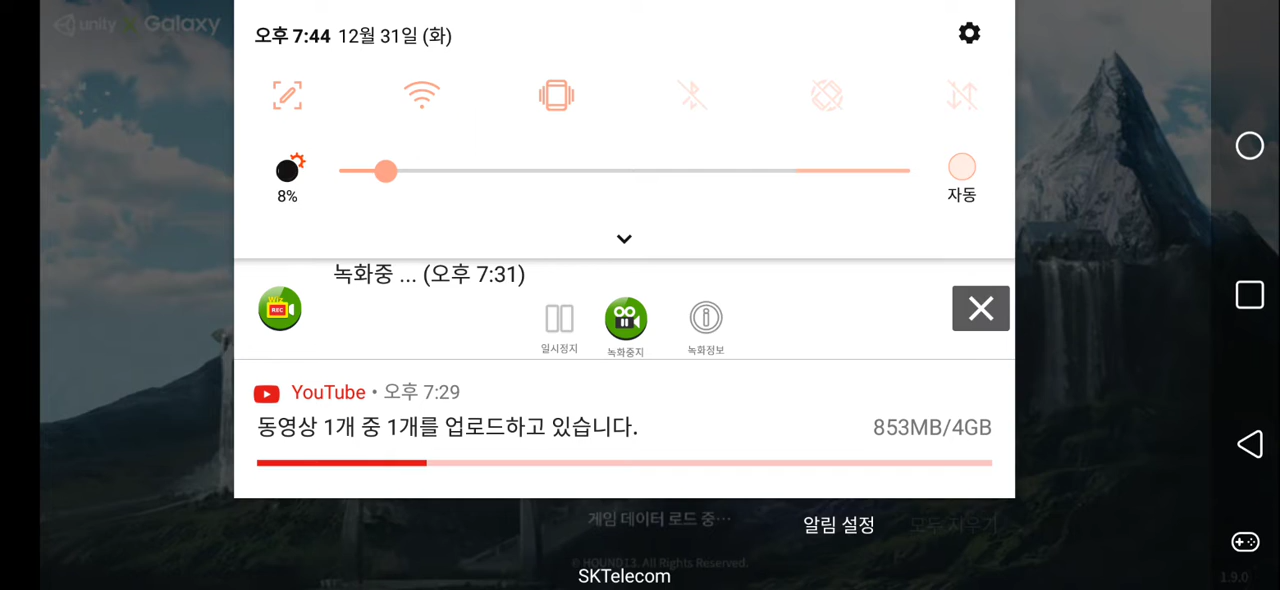 unity × Galaxy
오후 7:44 12월 31일 (화)
8%
자동
녹화중 ... (오후 7:31)
Wiz
REC
일시정지
녹화중지
녹화정보
YouTube • 오후 7:29
동영상 1개 중 1개를 업로드하고 있습니다.
853MB/4GB
게임 데이터 로드 중···
알림 설정
모두 지우기
© HOUND13. All Rights Reserved.
SKTelecom
1.9.0